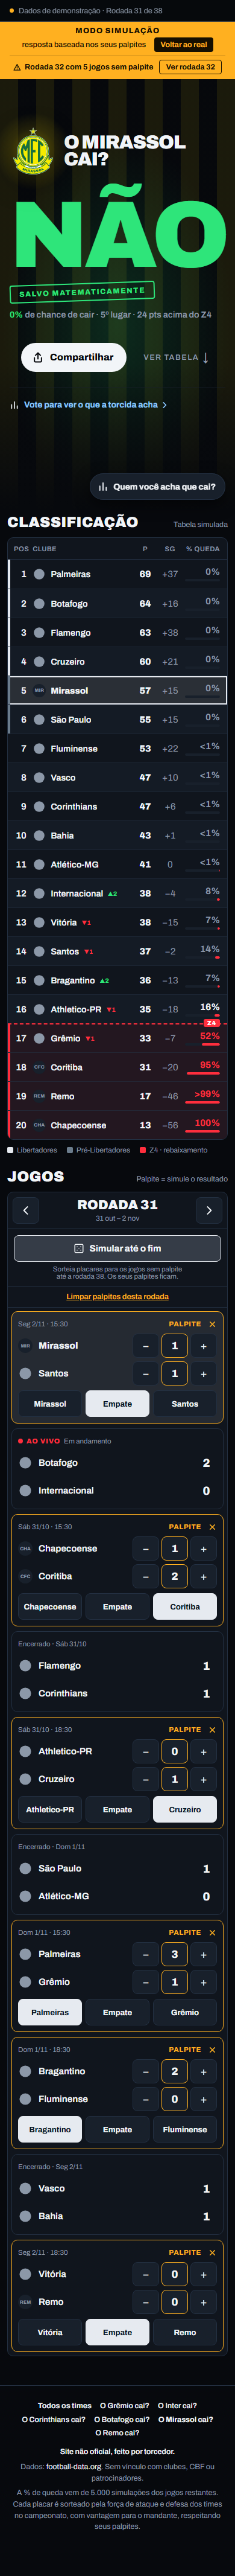 Dados de demonstração · Rodada 31 de 38
MODO SIMULAÇÃO
resposta baseada nos seus palpites Voltar ao real
Rodada 32 com 5 jogos sem palpite Ver rodada 32
O MIRASSOL
CAI?
NÃO
SALVO MATEMATICAMENTE
0% de chance de cair · 5º lugar · 24 pts acima do Z4
Compartilhar VER TABELA ↓
Vote para ver o que a torcida acha
Quem você acha que cai?
CLASSIFICAÇÃO Tabela simulada
POS CLUBE P SG % QUEDA
1 Palmeiras 69 +37 0%
2 Botafogo 64 +16 0%
3 Flamengo 63 +38 0%
4 Cruzeiro 60 +21 0%
5 MIR Mirassol 57 +15 0%
6 São Paulo 55 +15 0%
7 Fluminense 53 +22 <1%
8 Vasco 47 +10 <1%
9 Corinthians 47 +6 <1%
10 Bahia 43 +1 <1%
11 Atlético-MG 41 0 <1%
12 Internacional ▲2 38 −4 8%
13 Vitória ▼1 38 −15 7%
14 Santos ▼1 37 −2 14%
15 Bragantino ▲2 36 −13 7%
16 Athletico-PR ▼1 35 −18 16%
Z4
17 Grêmio ▼1 33 −7 52%
18 CFC Coritiba 31 −20 95%
19 REM Remo 17 −46 >99%
20 CHA Chapecoense 13 −56 100%
Libertadores Pré-Libertadores Z4 · rebaixamento
JOGOS Palpite = simule o resultado
RODADA 31
31 out – 2 nov
Simular até o fim
Sorteia placares para os jogos sem palpite
até a rodada 38. Os seus palpites ficam.
Limpar palpites desta rodada
Seg 2/11 · 15:30 PALPITE ×
MIR Mirassol − 1 +
Santos − 1 +
Mirassol Empate Santos
AO VIVO Em andamento
Botafogo 2
Internacional 0
Sáb 31/10 · 15:30 PALPITE ×
CHA Chapecoense − 1 +
CFC Coritiba − 2 +
Chapecoense Empate Coritiba
Encerrado · Sáb 31/10
Flamengo 1
Corinthians 1
Sáb 31/10 · 18:30 PALPITE ×
Athletico-PR − 0 +
Cruzeiro − 1 +
Athletico-PR Empate Cruzeiro
Encerrado · Dom 1/11
São Paulo 1
Atlético-MG 0
Dom 1/11 · 15:30 PALPITE ×
Palmeiras − 3 +
Grêmio − 1 +
Palmeiras Empate Grêmio
Dom 1/11 · 18:30 PALPITE ×
Bragantino − 2 +
Fluminense − 0 +
Bragantino Empate Fluminense
Encerrado · Seg 2/11
Vasco 1
Bahia 1
Seg 2/11 · 18:30 PALPITE ×
Vitória − 0 +
REM Remo − 0 +
Vitória Empate Remo
Todos os times O Grêmio cai? O Inter cai?
O Corinthians cai? O Botafogo cai? O Mirassol cai?
O Remo cai?
Site não oficial, feito por torcedor.
Dados: football-data.org. Sem vínculo com clubes, CBF ou
patrocinadores.
A % de queda vem de 5.000 simulações dos jogos restantes.
Cada placar é sorteado pela força de ataque e defesa dos times
no campeonato, com vantagem para o mandante, respeitando
seus palpites.